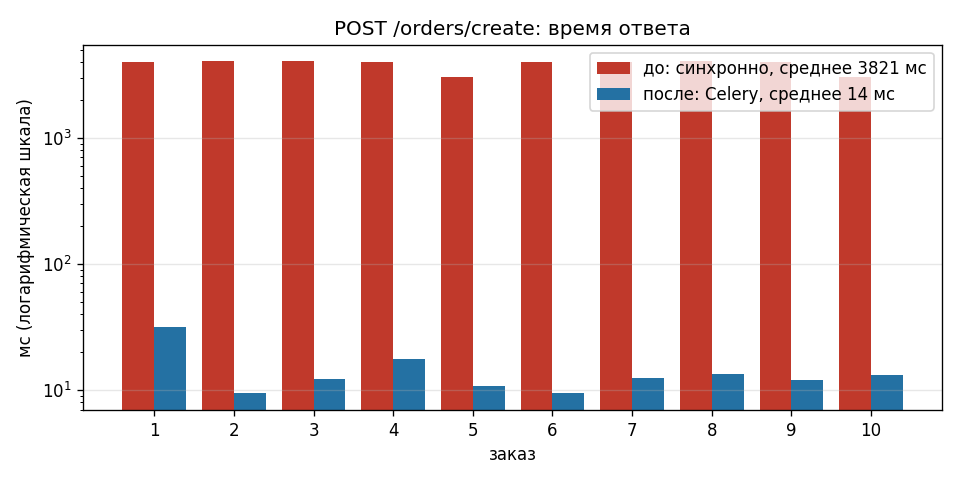 POST /orders/create: время ответа
до: синхронно, среднее 3821 мс
после: Celery, среднее 14 мс
мс (логарифмическая шкала)
10³
10²
10¹
1 2 3 4 5 6 7 8 9 10
заказ